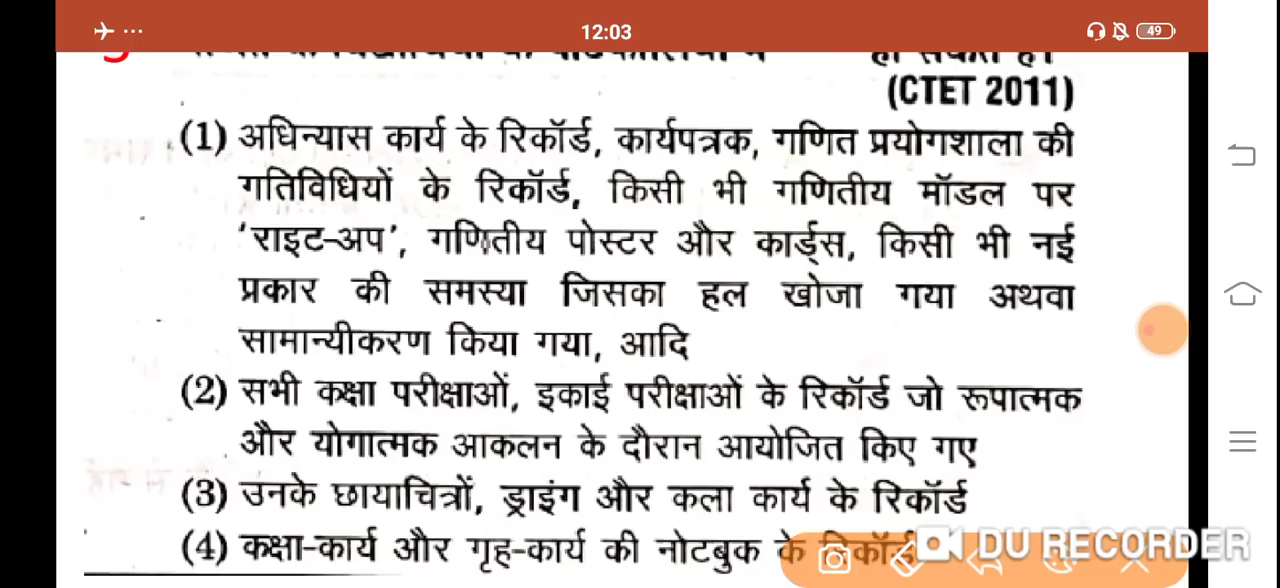 12:03
49
हो सकते हैं।
(CTET 2011)
(1) अधिन्यास कार्य के रिकॉर्ड, कार्यपत्रक, गणित प्रयोगशाला की
गतिविधियों के रिकॉर्ड, किसी भी गणितीय मॉडल पर
‘राइट-अप’, गणितीय पोस्टर और कार्ड्स, किसी भी नई
प्रकार की समस्या जिसका हल खोजा गया अथवा
सामान्यीकरण किया गया, आदि
(2) सभी कक्षा परीक्षाओं, इकाई परीक्षाओं के रिकॉर्ड जो रूपात्मक
और योगात्मक आकलन के दौरान आयोजित किए गए
(3) उनके छायाचित्रों, ड्राइंग और कला कार्य के रिकॉर्ड
(4) कक्षा-कार्य और गृह-कार्य की नोटबुक के रिकॉर्ड
DU RECORDER